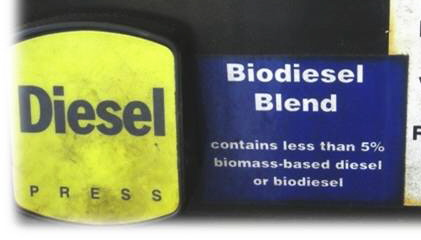 Diesel
PRESS
Biodiesel
Blend
contains less than 5%
biomass-based diesel
or biodiesel